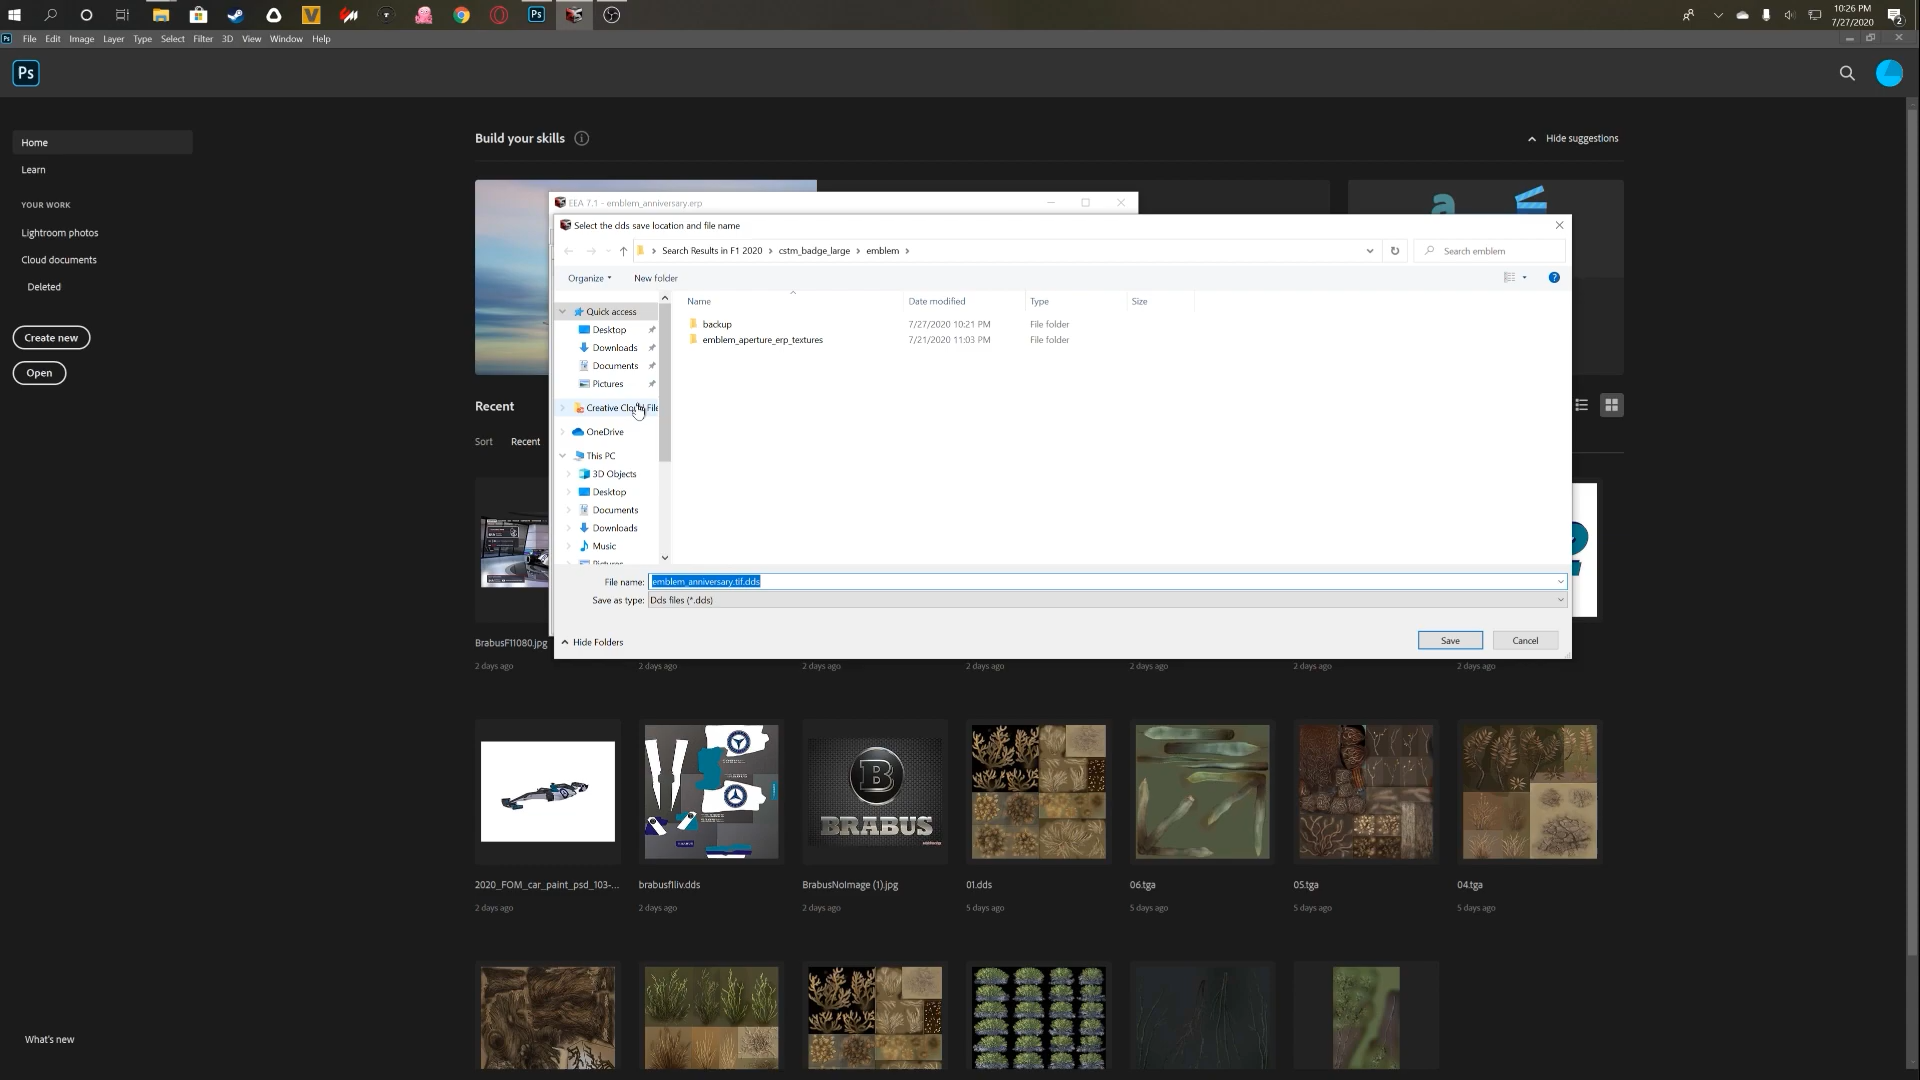 10:26 PM
7/27/2020
2
Ps
Ps
File Edit Image Layer Type Select Filter 3D View Window Help
Ps
Home
Learn
YOUR WORK
Lightroom photos
Cloud documents
Deleted
Create new
Open
What's new
Build your skills
Hide suggestions
Recent
Sort Recent
EEA 7.1 - emblem_anniversary.erp
Select the dds save location and file name
Search Results in F1 2020 > cstm_badge_large > emblem >
Search emblem
Organize New folder
Quick access
Desktop
Downloads
Documents
Pictures
Creative Cloud File
OneDrive
This PC
3D Objects
Desktop
Documents
Downloads
Music
Pictures
Name Date modified Type Size
backup 7/27/2020 10:21 PM File folder
emblem_aperture_erp_textures 7/21/2020 11:03 PM File folder
File name: emblem_anniversary.tif.dds
Save as type: Dds files (*.dds)
Hide Folders
Save Cancel
BrabusF11080.jpg
2 days ago 2 days ago 2 days ago 2 days ago 2 days ago 2 days ago 2 days ago
B
BRABUS
2020_FOM_car_paint_psd_103-... brabusf1liv.dds BrabusNoImage (1).jpg 01.dds 06.tga 05.tga 04.tga
2 days ago 2 days ago 2 days ago 5 days ago 5 days ago 5 days ago 5 days ago